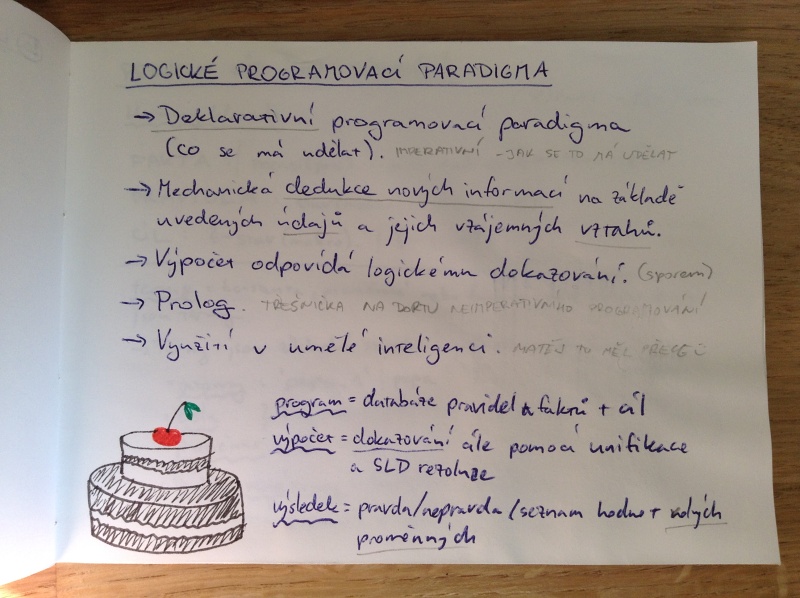 LOGICKÉ PROGRAMOVACÍ PARADIGMA
→ Deklarativní programovací paradigma
(co se má udělat). IMPERATIVNÍ - JAK SE TO MÁ UDĚLAT
→ Mechanická dedukce nových informací na základě
uvedených údajů a jejich vzájemných vztahů.
→ Výpočet odpovídá logickému dokazování. (sporem)
→ Prolog. TŘEŠNIČKA NA DORTU NEIMPERATIVNÍHO PROGRAMOVÁNÍ
→ Využití v umělé inteligenci. MATĚJ TO MĚL PŘECE
program = databáze pravidel a faktů + cíl
výpočet = dokazování cíle pomocí unifikace
a SLD rezoluze
výsledek = pravda/nepravda/seznam hodnot volných
proměnných